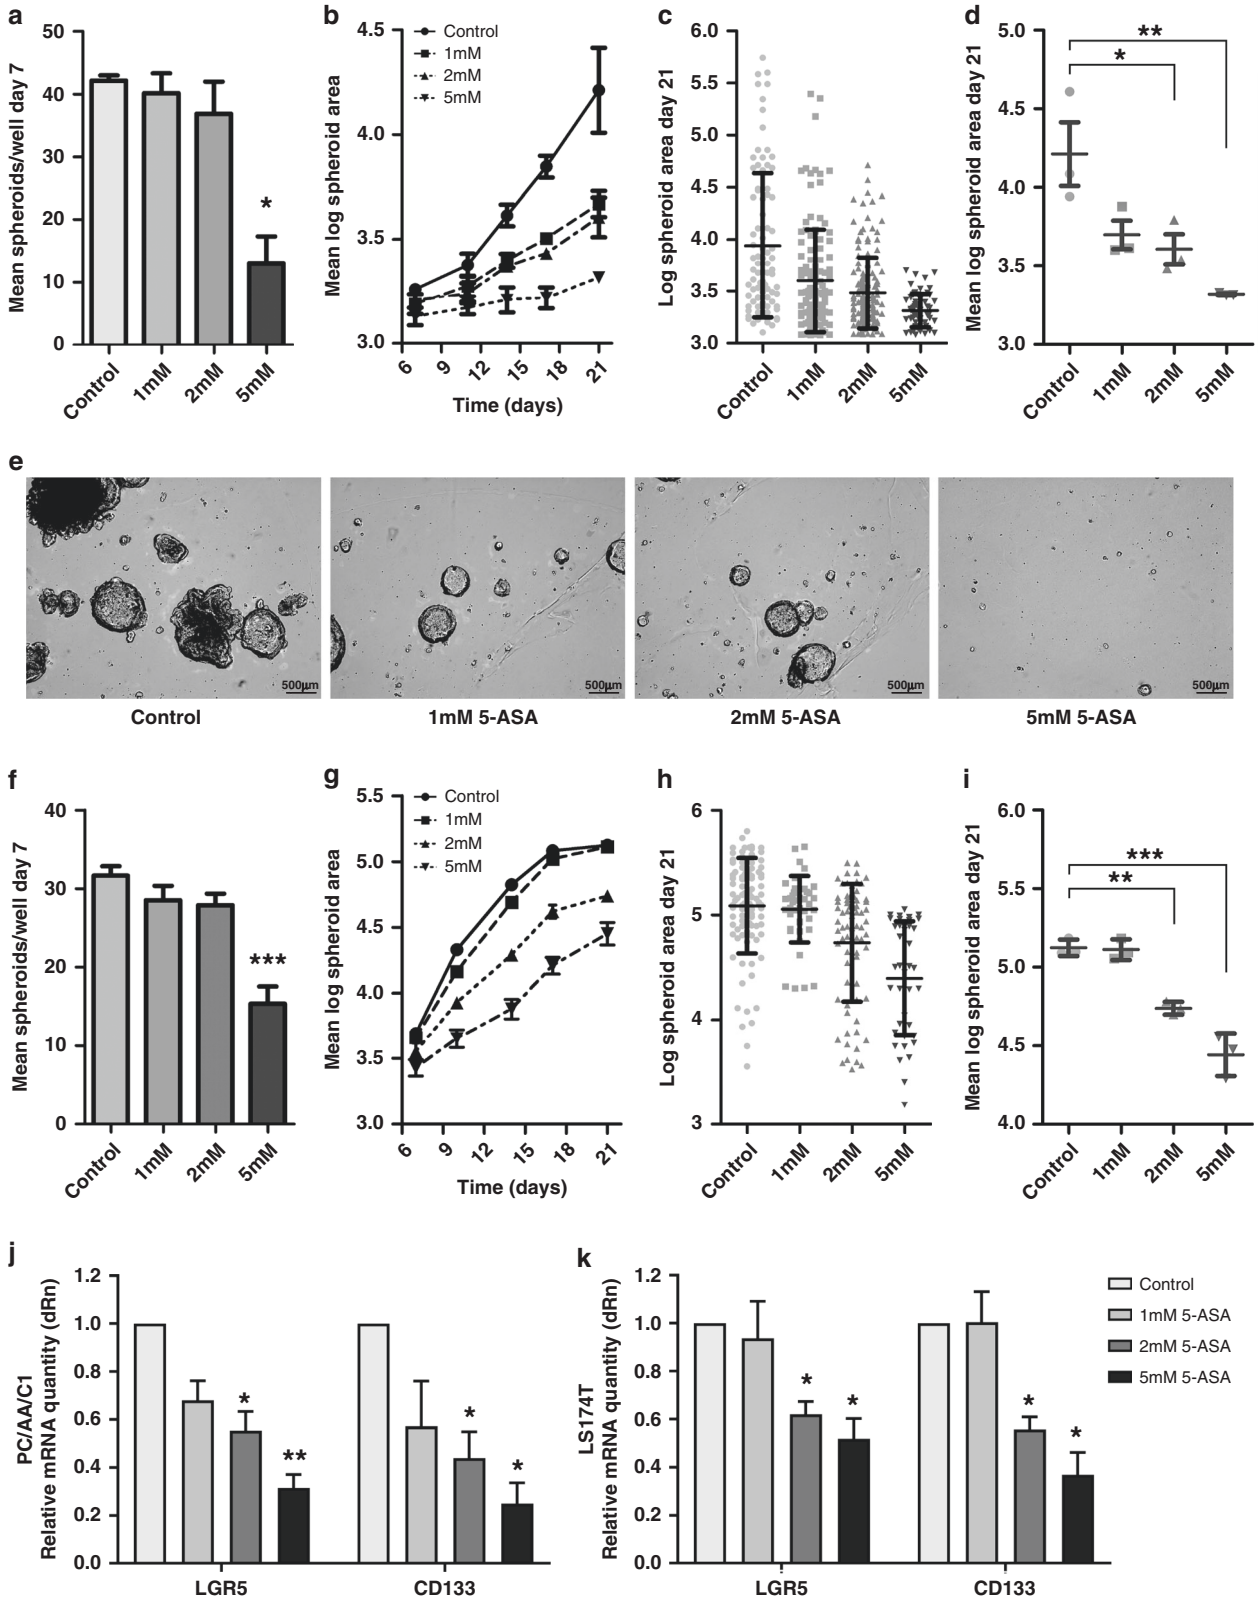 a
Mean spheroids/well day 7
50
40
30
20
10
0
*
Control
1mM
2mM
5mM
b
Mean log spheroid area
4.5
4.0
3.5
3.0
Control
1mM
2mM
5mM
6
9
12
15
18
21
Time (days)
c
Log spheroid area day 21
6.0
5.5
5.0
4.5
4.0
3.5
3.0
Control
1mM
2mM
5mM
d
Mean log spheroid area day 21
5.0
4.5
4.0
3.5
3.0
**
*
Control
1mM
2mM
5mM
e
500μm
500μm
500μm
500μm
Control
1mM 5-ASA
2mM 5-ASA
5mM 5-ASA
f
Mean spheroids/well day 7
40
30
20
10
0
***
Control
1mM
2mM
5mM
g
Mean log spheroid area
5.5
5.0
4.5
4.0
3.5
3.0
Control
1mM
2mM
5mM
6
9
12
15
18
21
Time (days)
h
Log spheroid area day 21
6
5
4
3
Control
1mM
2mM
5mM
i
Mean log spheroid area day 21
6.0
5.5
5.0
4.5
4.0
***
**
Control
1mM
2mM
5mM
j
PC/AA/C1
Relative mRNA quantity (dRn)
1.2
1.0
0.8
0.6
0.4
0.2
0.0
*
**
*
*
LGR5
CD133
k
LS174T
Relative mRNA quantity (dRn)
1.2
1.0
0.8
0.6
0.4
0.2
0.0
*
*
*
*
LGR5
CD133
Control
1mM 5-ASA
2mM 5-ASA
5mM 5-ASA